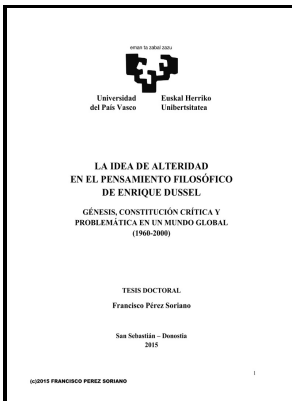 eman ta zabal zazu
Universidad Euskal Herriko
del País Vasco Unibertsitatea
LA IDEA DE ALTERIDAD
EN EL PENSAMIENTO FILOSÓFICO
DE ENRIQUE DUSSEL
GÉNESIS, CONSTITUCIÓN CRÍTICA Y
PROBLEMÁTICA EN UN MUNDO GLOBAL
(1960-2000)
TESIS DOCTORAL
Francisco Pérez Soriano
San Sebastián – Donostia
2015
1
(c)2015 FRANCISCO PEREZ SORIANO